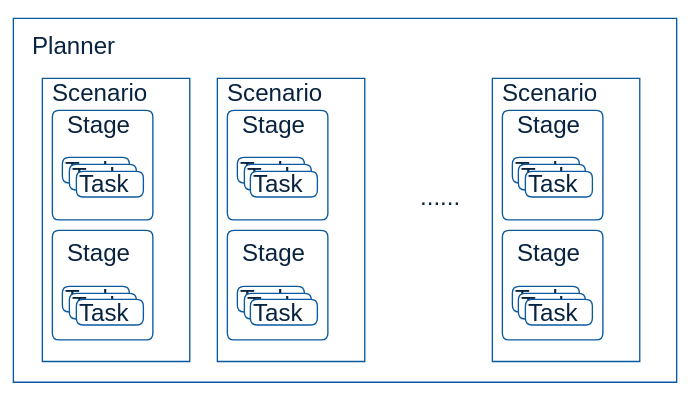 Planner
Scenario
Stage
Task
Stage
Task
Scenario
Stage
Task
Stage
Task
......
Scenario
Stage
Task
Stage
Task